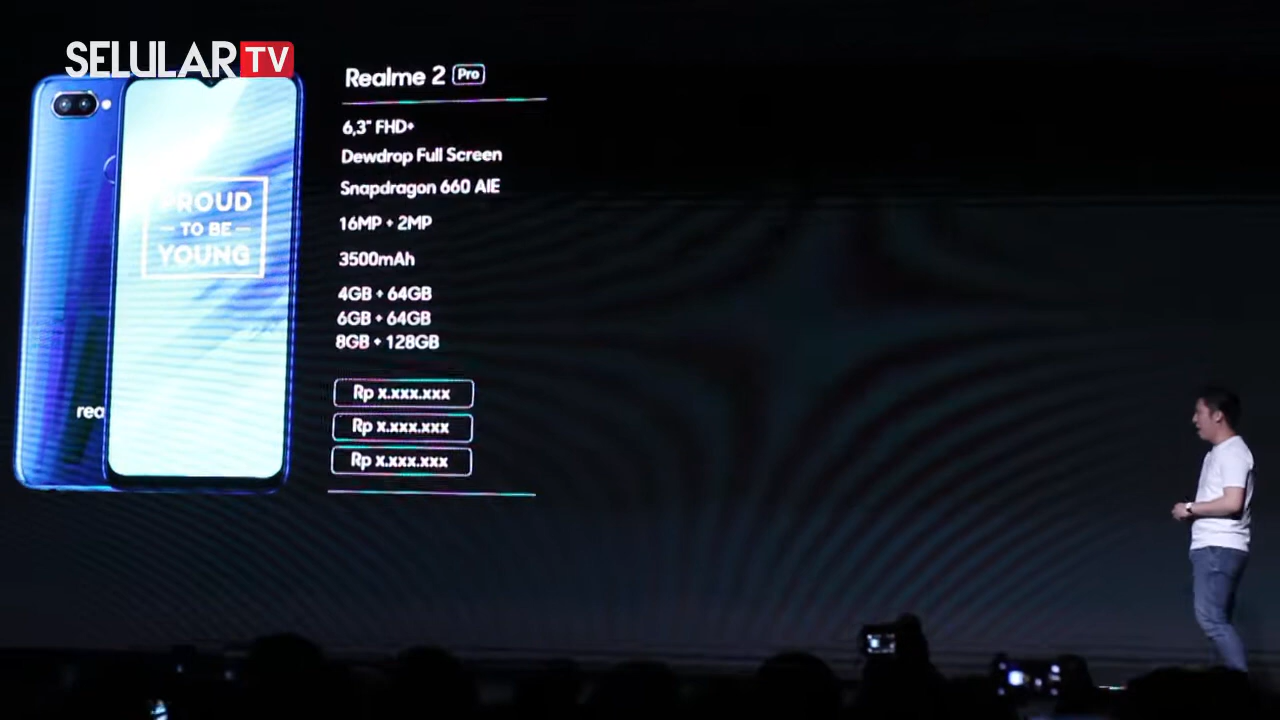 SELULAR TV
Realme 2 Pro
6,3" FHD+
Dewdrop Full Screen
Snapdragon 660 AIE
16MP + 2MP
3500mAh
4GB + 64GB
6GB + 64GB
8GB + 128GB
Rp x.xxx.xxx
Rp x.xxx.xxx
Rp x.xxx.xxx
PROUD
TO BE
YOUNG
rea